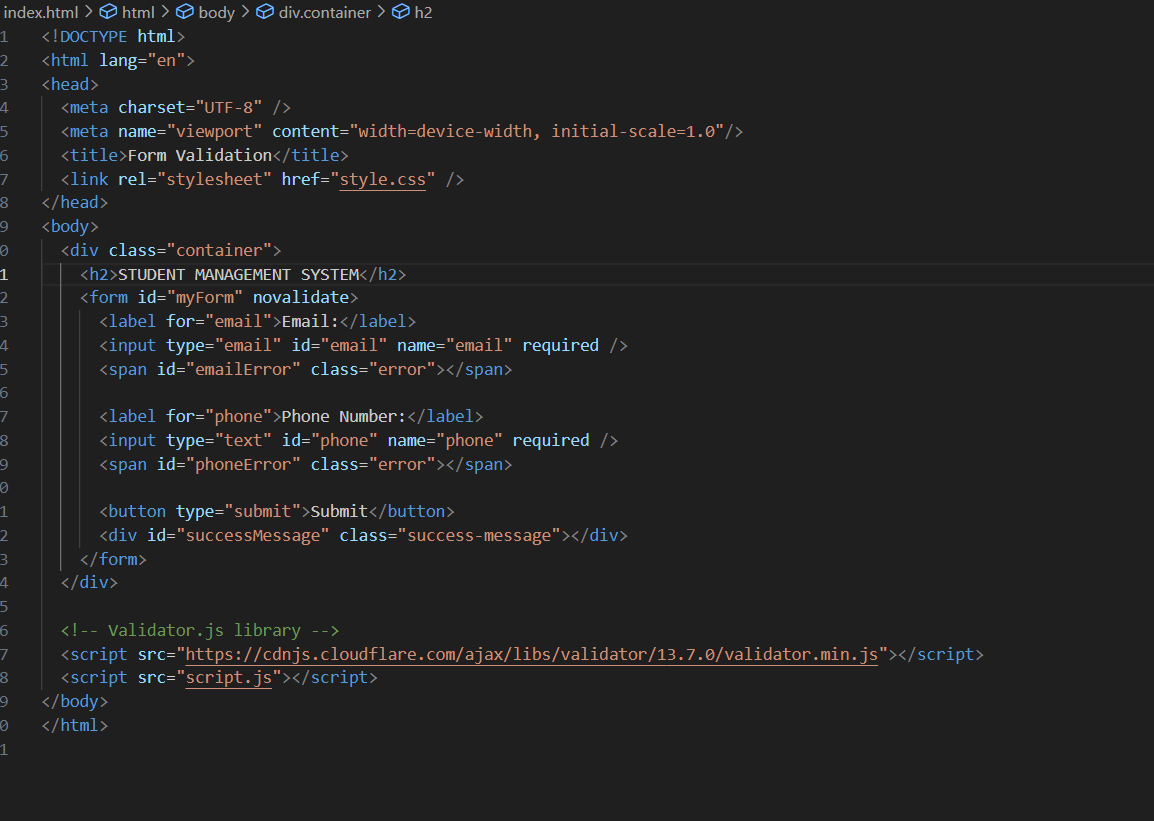 index.html > html > body > div.container > h2
1 <!DOCTYPE html>
2 <html lang="en">
3 <head>
4   <meta charset="UTF-8" />
5   <meta name="viewport" content="width=device-width, initial-scale=1.0"/>
6   <title>Form Validation</title>
7   <link rel="stylesheet" href="style.css" />
8 </head>
9 <body>
0   <div class="container">
1     <h2>STUDENT MANAGEMENT SYSTEM</h2>
2     <form id="myForm" novalidate>
3       <label for="email">Email:</label>
4       <input type="email" id="email" name="email" required />
5       <span id="emailError" class="error"></span>
6
7       <label for="phone">Phone Number:</label>
8       <input type="text" id="phone" name="phone" required />
9       <span id="phoneError" class="error"></span>
0
1       <button type="submit">Submit</button>
2       <div id="successMessage" class="success-message"></div>
3     </form>
4   </div>
5
6   <!-- Validator.js library -->
7   <script src="https://cdnjs.cloudflare.com/ajax/libs/validator/13.7.0/validator.min.js"></script>
8   <script src="script.js"></script>
9 </body>
0 </html>
1